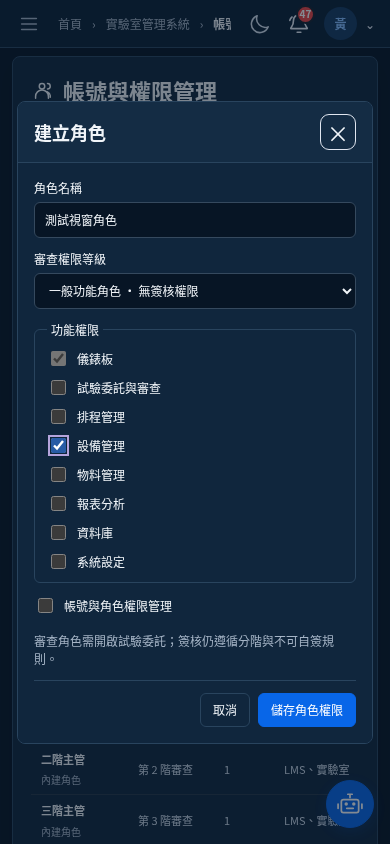 首頁 › 實驗室管理系統 ›
47
黃
帳號與權限管理
建立角色
角色名稱
測試視窗角色
審查權限等級
一般功能角色・無簽核權限
功能權限
儀錶板
試驗委託與審查
排程管理
設備管理
物料管理
報表分析
資料庫
系統設定
帳號與角色權限管理
審查角色需開啟試驗委託；簽核仍遵循分階與不可自簽規
則。
取消
儲存角色權限
二階主管
內建角色
第 2 階審查
1
LMS、實驗室
三階主管
內建角色
第 3 階審查
1
LMS、實驗